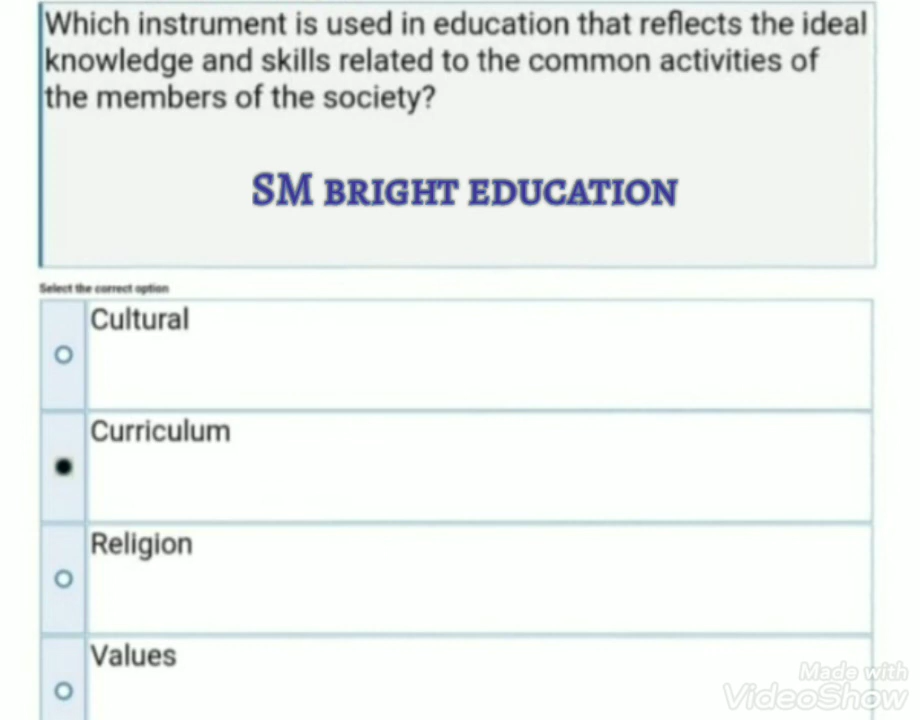 Which instrument is used in education that reflects the ideal
knowledge and skills related to the common activities of
the members of the society?
SM BRIGHT EDUCATION
Select the correct option
Cultural
Curriculum
Religion
Values
Made with
VideoShow